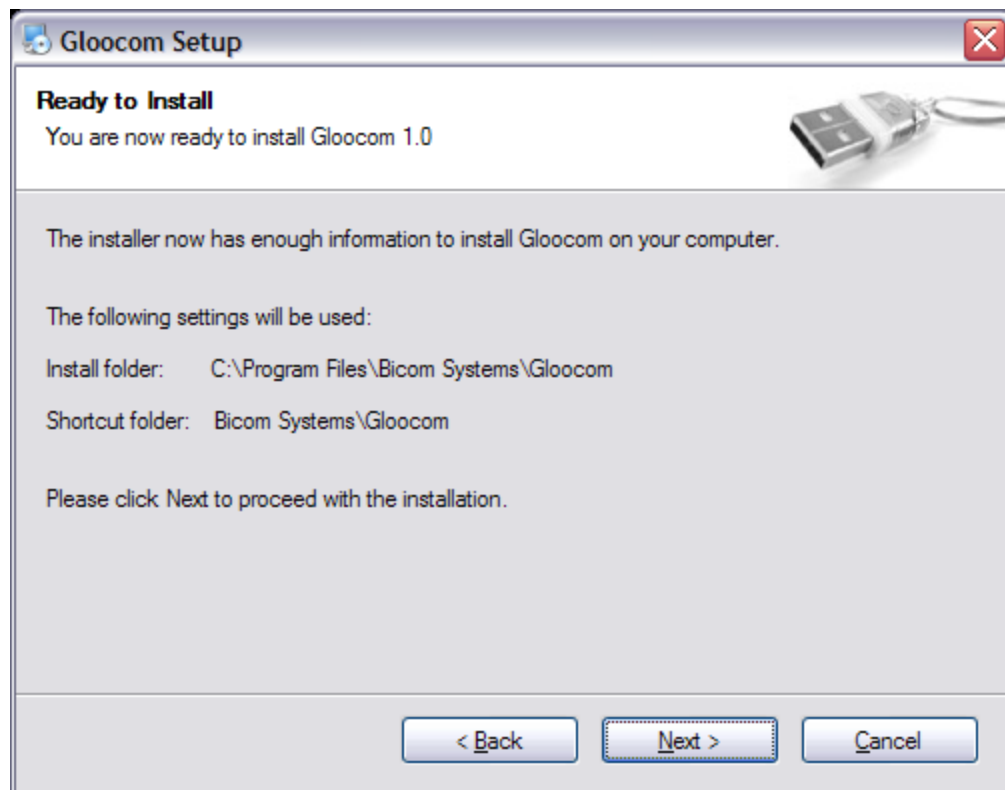 Gloocom Setup
Ready to Install
You are now ready to install Gloocom 1.0
The installer now has enough information to install Gloocom on your computer.
The following settings will be used:
Install folder: C:\Program Files\Bicom Systems\Gloocom
Shortcut folder: Bicom Systems\Gloocom
Please click Next to proceed with the installation.
< Back Next > Cancel